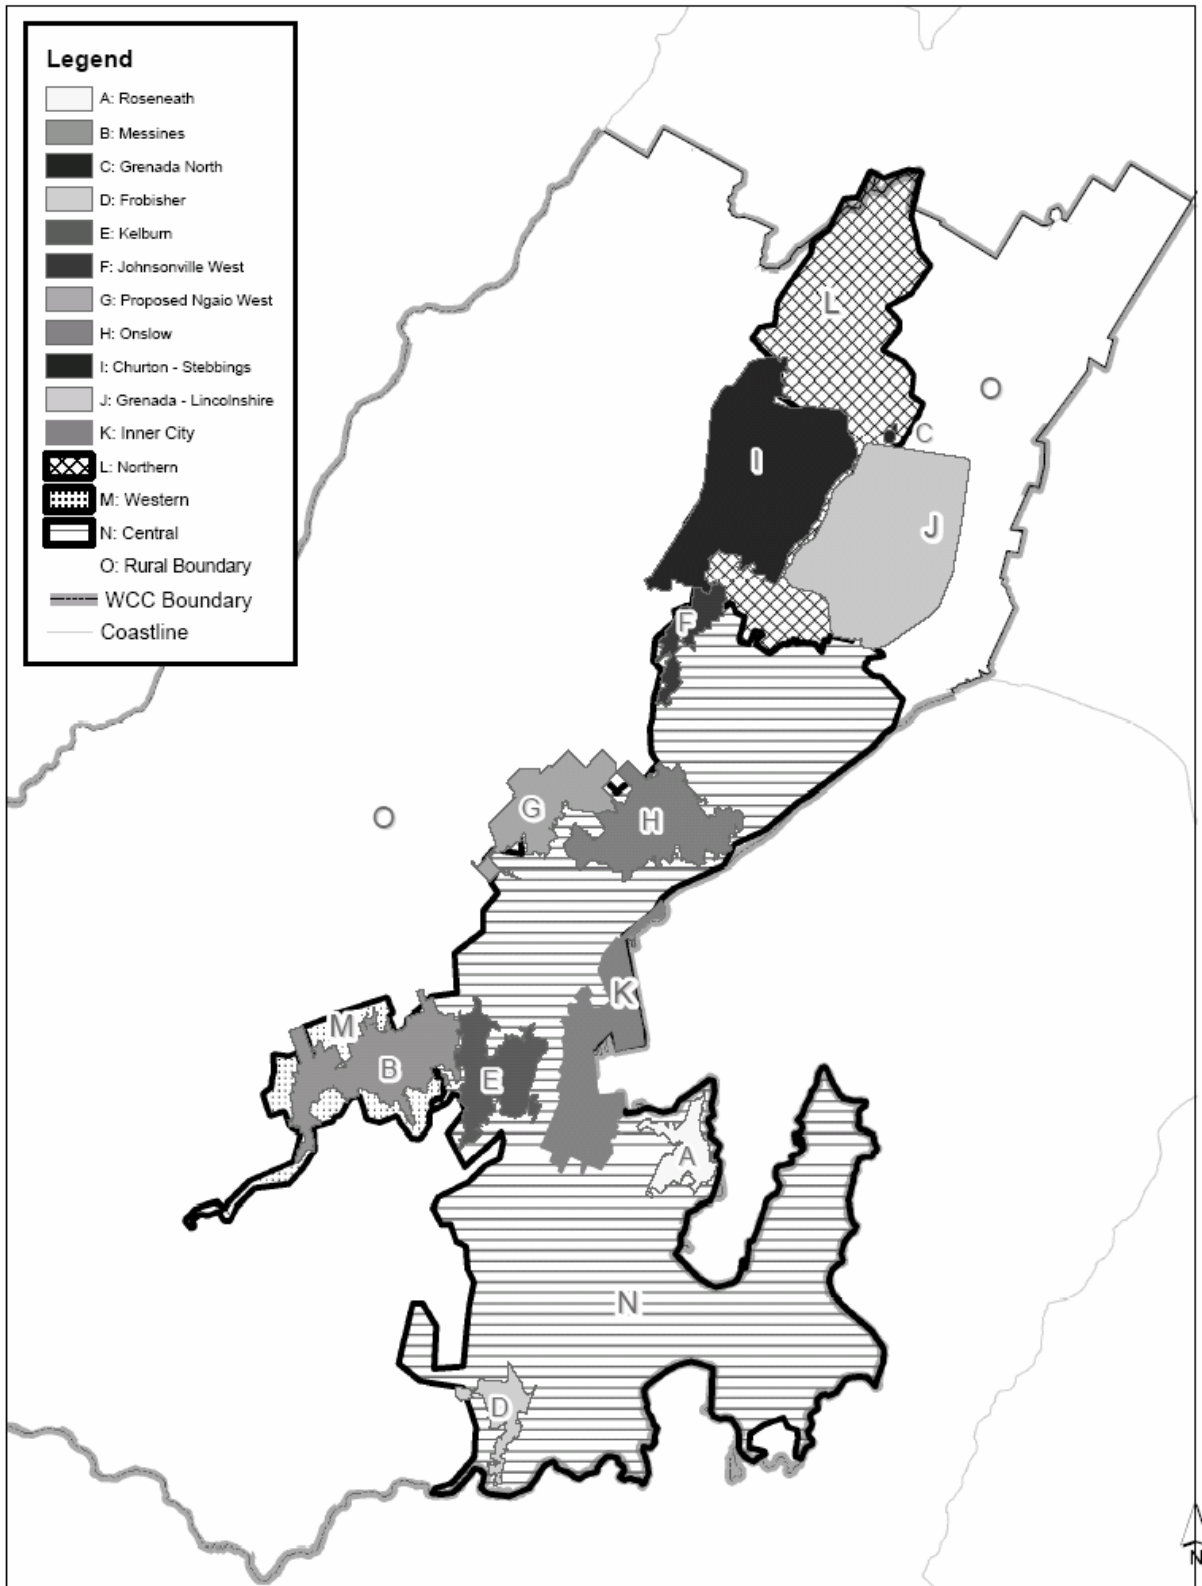 Legend
A: Roseneath
B: Messines
C: Grenada North
D: Frobisher
E: Kelburn
F: Johnsonville West
G: Proposed Ngaio West
H: Onslow
I: Churton - Stebbings
J: Grenada - Lincolnshire
K: Inner City
L: Northern
M: Western
N: Central
O: Rural Boundary
WCC Boundary
Coastline
L
O
C
I
J
F
G
H
O
K
M
B
E
A
N
D
N